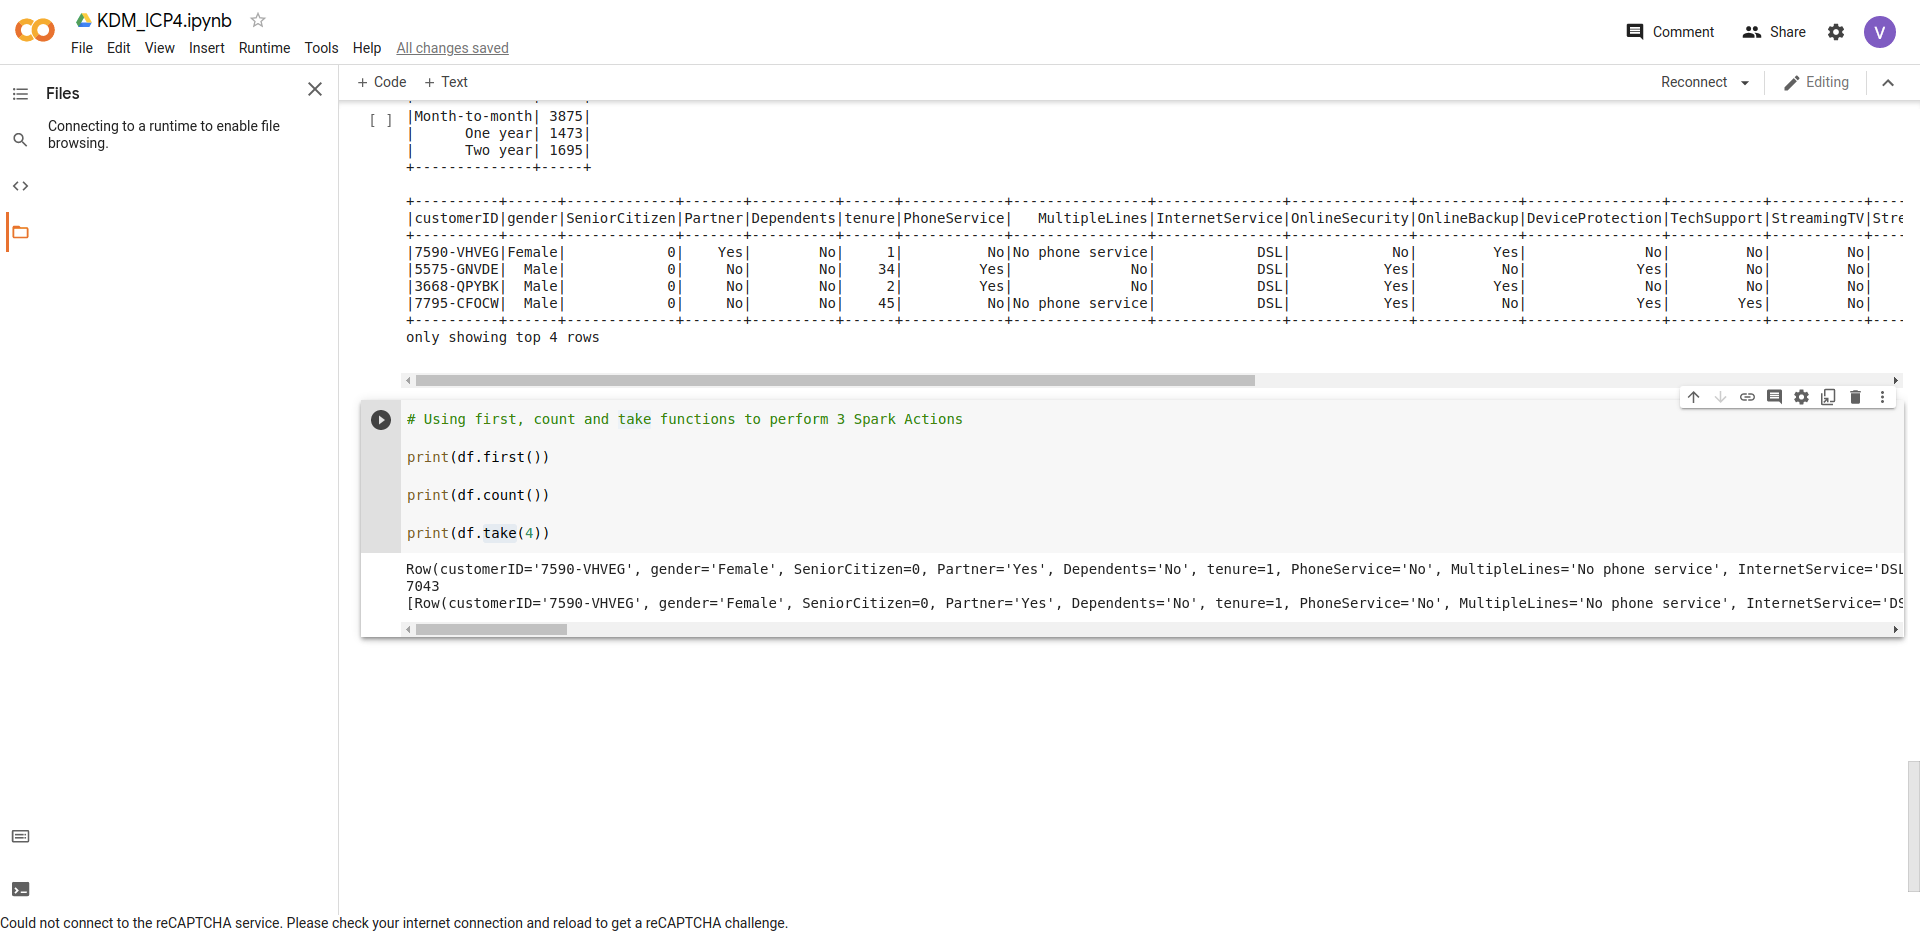 KDM_ICP4.ipynb
File Edit View Insert Runtime Tools Help All changes saved
Comment Share V
Files
Connecting to a runtime to enable file
browsing.
+ Code + Text
Reconnect Editing
[ ]
|Month-to-month| 3875|
|      One year| 1473|
|      Two year| 1695|
+--------------+-----+
+----------+------+-------------+-------+----------+------+------------+----------------+---------------+--------------+------------+----------------+-----------+-----------+----
|customerID|gender|SeniorCitizen|Partner|Dependents|tenure|PhoneService|   MultipleLines|InternetService|OnlineSecurity|OnlineBackup|DeviceProtection|TechSupport|StreamingTV|Stre
+----------+------+-------------+-------+----------+------+------------+----------------+---------------+--------------+------------+----------------+-----------+-----------+----
|7590-VHVEG|Female|            0|    Yes|        No|     1|          No|No phone service|            DSL|            No|         Yes|              No|         No|         No|
|5575-GNVDE|  Male|            0|     No|        No|    34|         Yes|              No|            DSL|           Yes|          No|             Yes|         No|         No|
|3668-QPYBK|  Male|            0|     No|        No|     2|         Yes|              No|            DSL|           Yes|         Yes|              No|         No|         No|
|7795-CFOCW|  Male|            0|     No|        No|    45|          No|No phone service|            DSL|           Yes|          No|             Yes|        Yes|         No|
+----------+------+-------------+-------+----------+------+------------+----------------+---------------+--------------+------------+----------------+-----------+-----------+----
only showing top 4 rows
# Using first, count and take functions to perform 3 Spark Actions
print(df.first())
print(df.count())
print(df.take(4))
Row(customerID='7590-VHVEG', gender='Female', SeniorCitizen=0, Partner='Yes', Dependents='No', tenure=1, PhoneService='No', MultipleLines='No phone service', InternetService='DSL
7043
[Row(customerID='7590-VHVEG', gender='Female', SeniorCitizen=0, Partner='Yes', Dependents='No', tenure=1, PhoneService='No', MultipleLines='No phone service', InternetService='DS
Could not connect to the reCAPTCHA service. Please check your internet connection and reload to get a reCAPTCHA challenge.